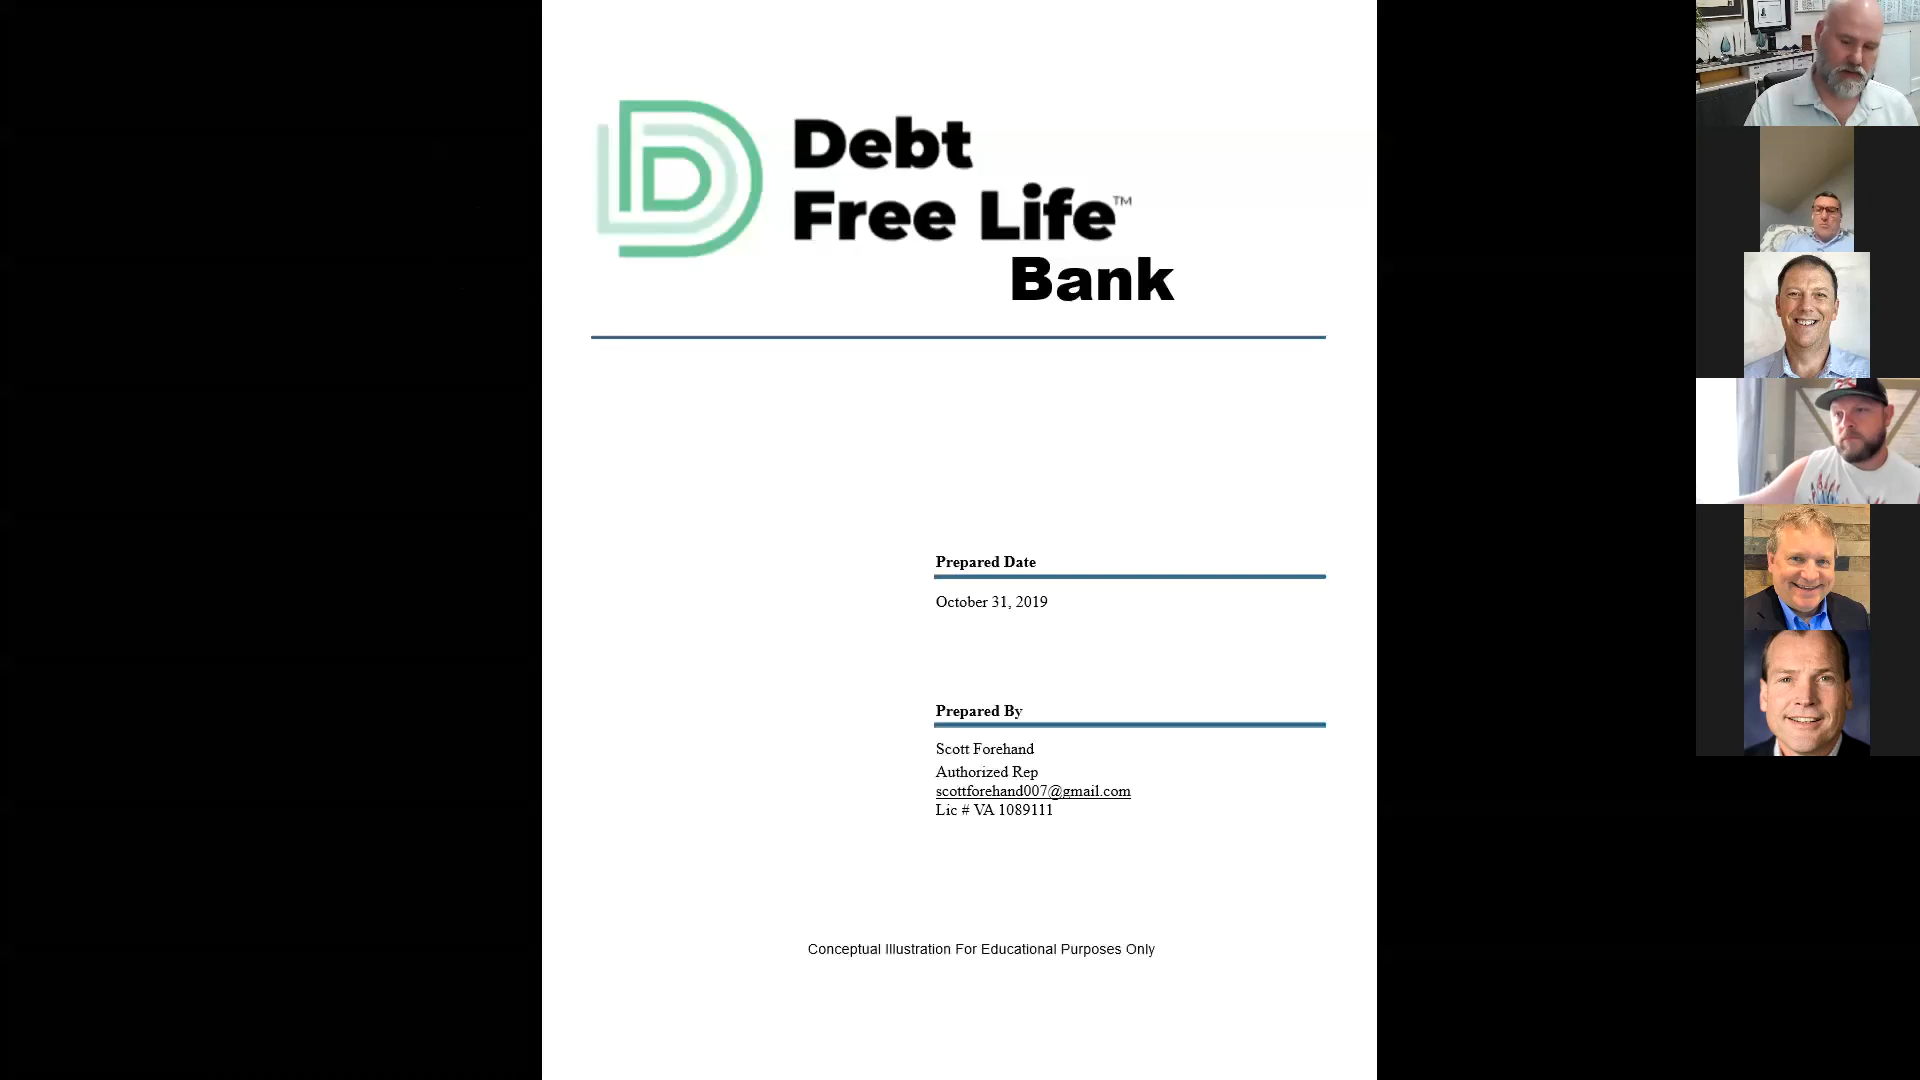 Debt
Free Life™
Bank
Prepared Date
October 31, 2019
Prepared By
Scott Forehand
Authorized Rep
scottforehand007@gmail.com
Lic # VA 1089111
Conceptual Illustration For Educational Purposes Only